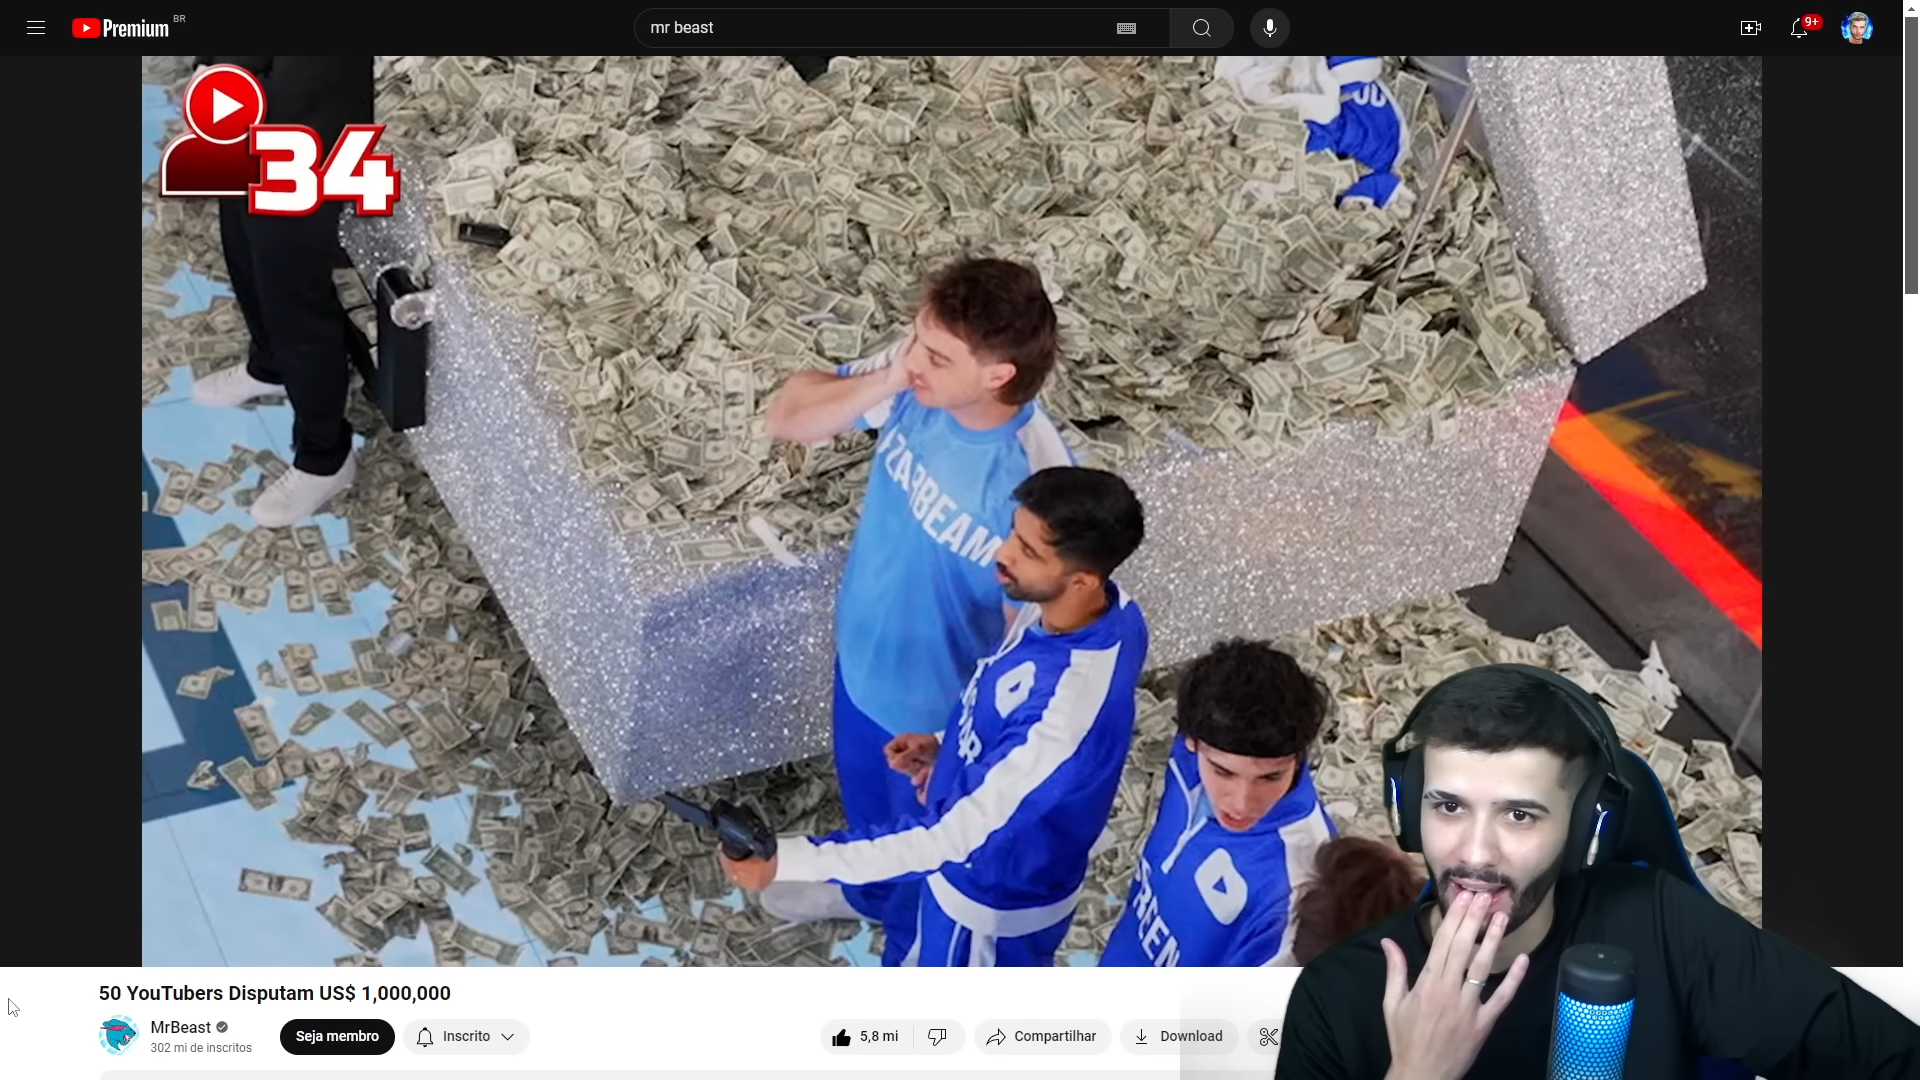 Premium BR
mr beast
9+
34
ZARBEAM
50 YouTubers Disputam US$ 1,000,000
MrBeast
302 mi de inscritos
Seja membro
Inscrito
5,8 mi
Compartilhar
Download